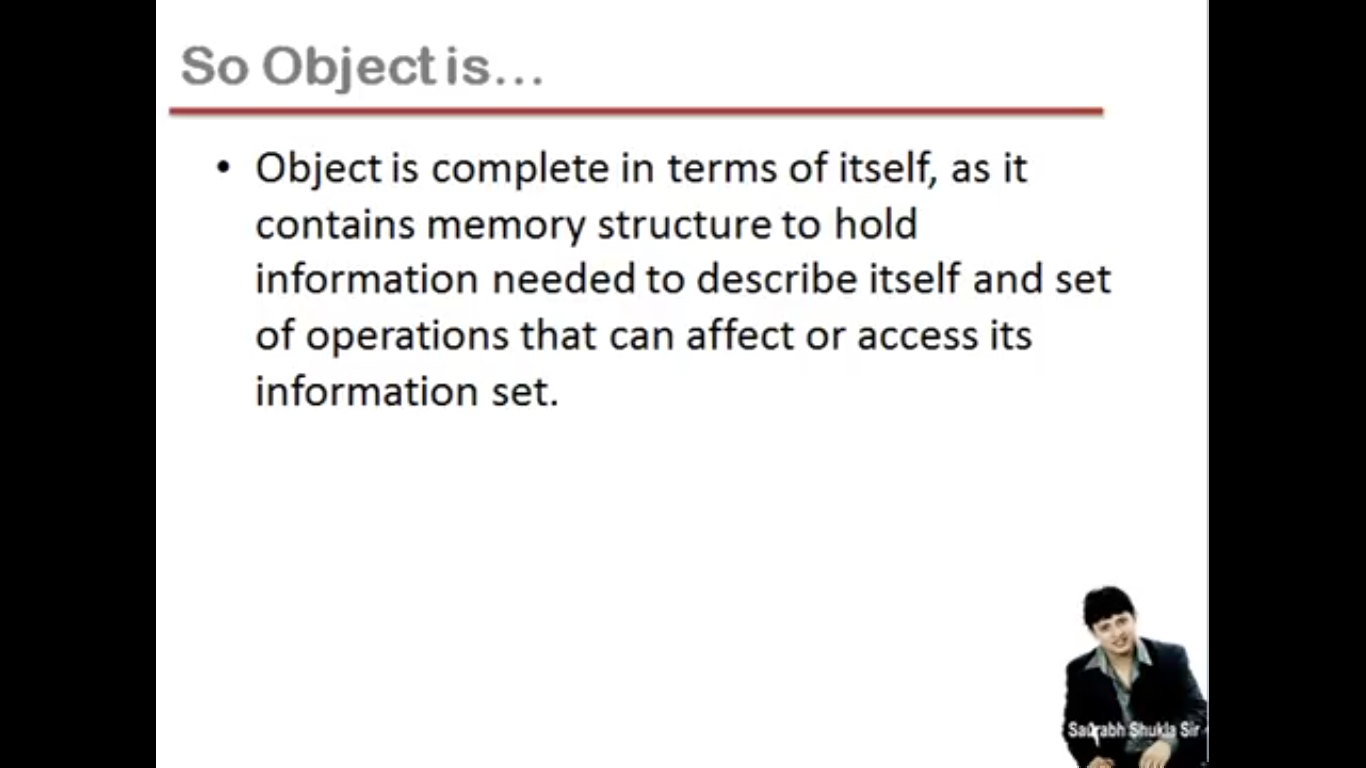 So Object is...
• Object is complete in terms of itself, as it
contains memory structure to hold
information needed to describe itself and set
of operations that can affect or access its
information set.
Saurabh Shukla Sir